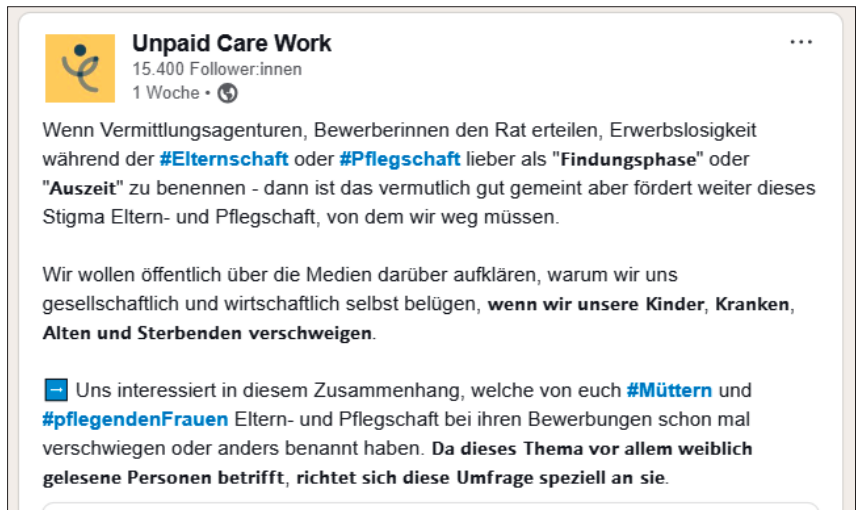 Unpaid Care Work
15.400 Follower:innen
1 Woche •
Wenn Vermittlungsagenturen, Bewerberinnen den Rat erteilen, Erwerbslosigkeit
während der #Elternschaft oder #Pflegschaft lieber als "Findungsphase" oder
"Auszeit" zu benennen - dann ist das vermutlich gut gemeint aber fördert weiter dieses
Stigma Eltern- und Pflegschaft, von dem wir weg müssen.
Wir wollen öffentlich über die Medien darüber aufklären, warum wir uns
gesellschaftlich und wirtschaftlich selbst belügen, wenn wir unsere Kinder, Kranken,
Alten und Sterbenden verschweigen.
➡ Uns interessiert in diesem Zusammenhang, welche von euch #Müttern und
#pflegendenFrauen Eltern- und Pflegschaft bei ihren Bewerbungen schon mal
verschwiegen oder anders benannt haben. Da dieses Thema vor allem weiblich
gelesene Personen betrifft, richtet sich diese Umfrage speziell an sie.